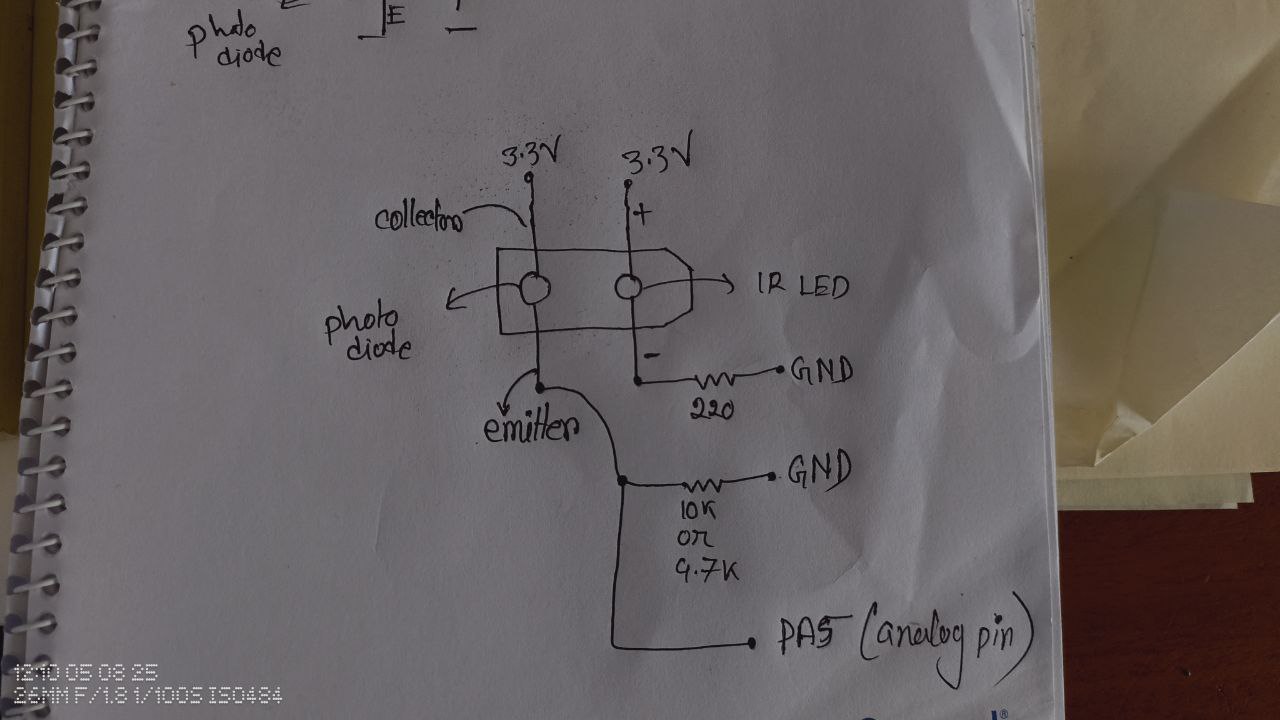 E
photo
diode
3.3V
3.3V
collector
+
IR LED
photo
diode
-
GND
220
emitter
GND
10K
or
4.7K
PA5 (analog pin)
12:40 05 08 25
26MM F/1.8 1/100S ISO484